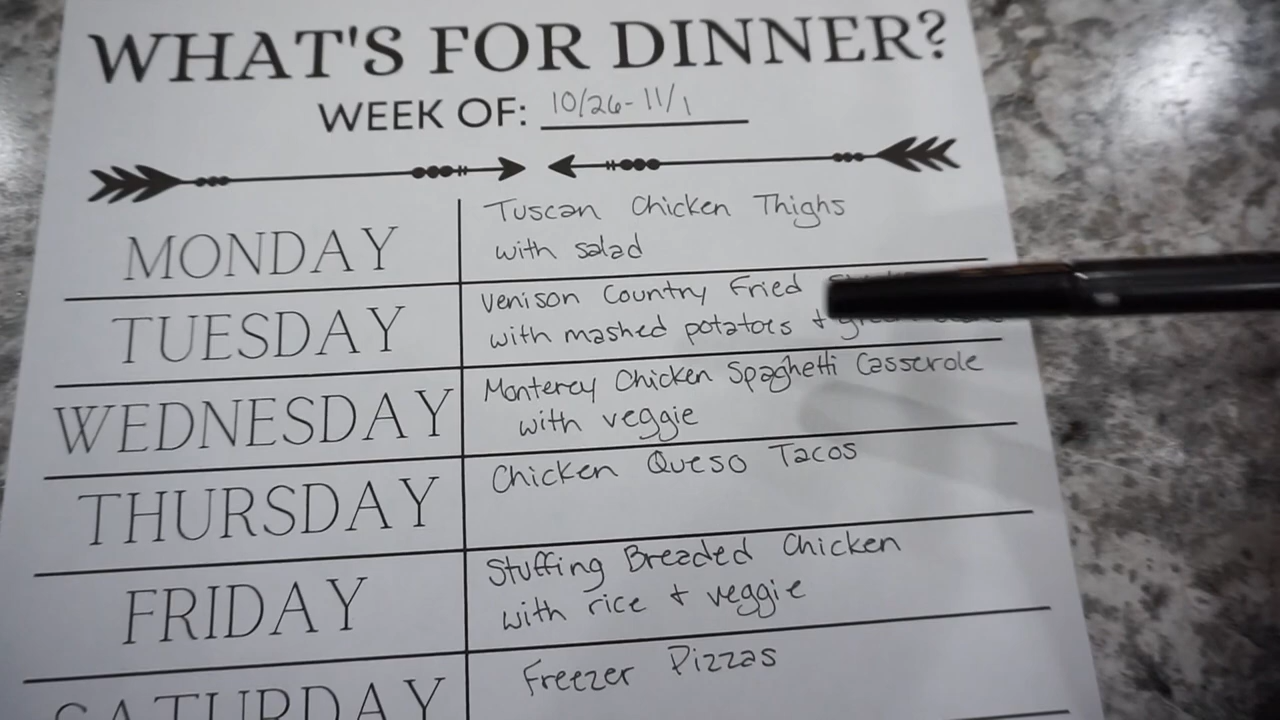 WHAT'S FOR DINNER?
WEEK OF: 10/26-11/1
MONDAY
Tuscan Chicken Thighs
with salad
TUESDAY
Venison Country Fried
with mashed potatoes +
WEDNESDAY
Monterey Chicken Spaghetti Casserole
with veggie
THURSDAY
Chicken Queso Tacos
FRIDAY
Stuffing Breaded Chicken
with rice + veggie
SATURDAY
Freezer Pizzas